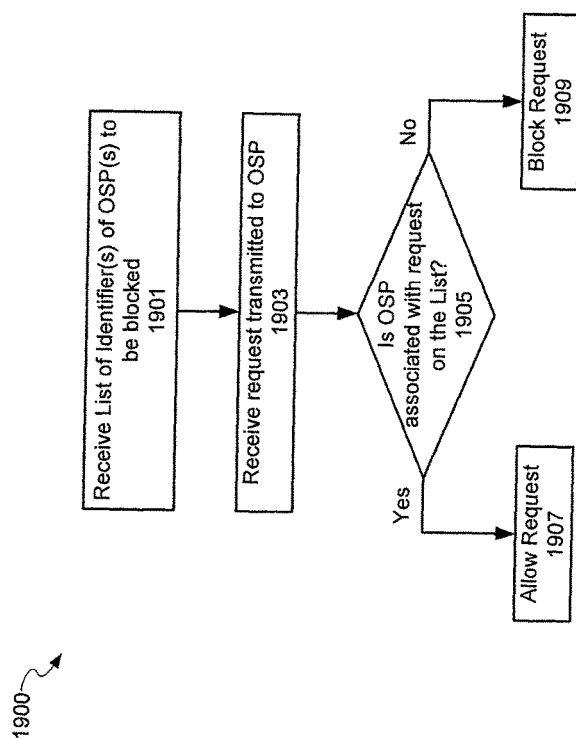 1900
Receive List of Identifier(s) of OSP(s) to
be blocked
1901
Receive request transmitted to OSP
1903
Is OSP
associated with request
on the List?
1905
Yes
No
Allow Request
1907
Block Request
1909